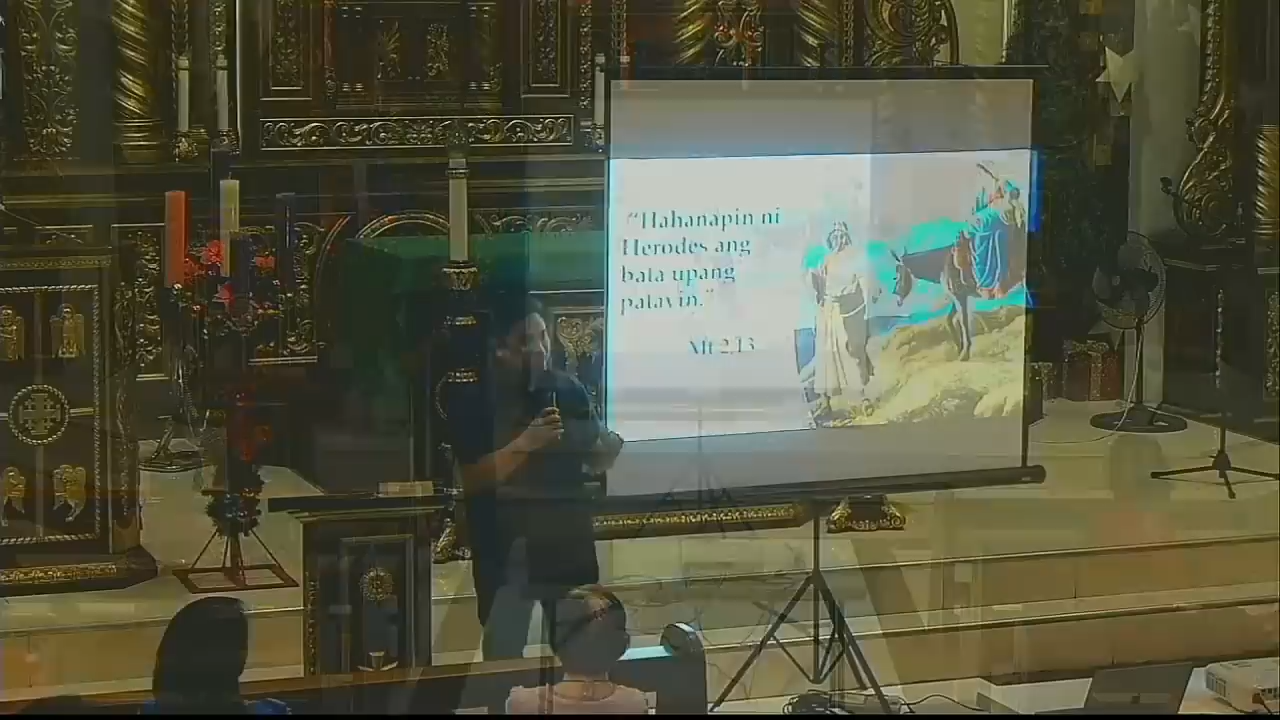 “Hahanapin ni
Herodes ang
bata upang
patayin.”
Mt 2,13